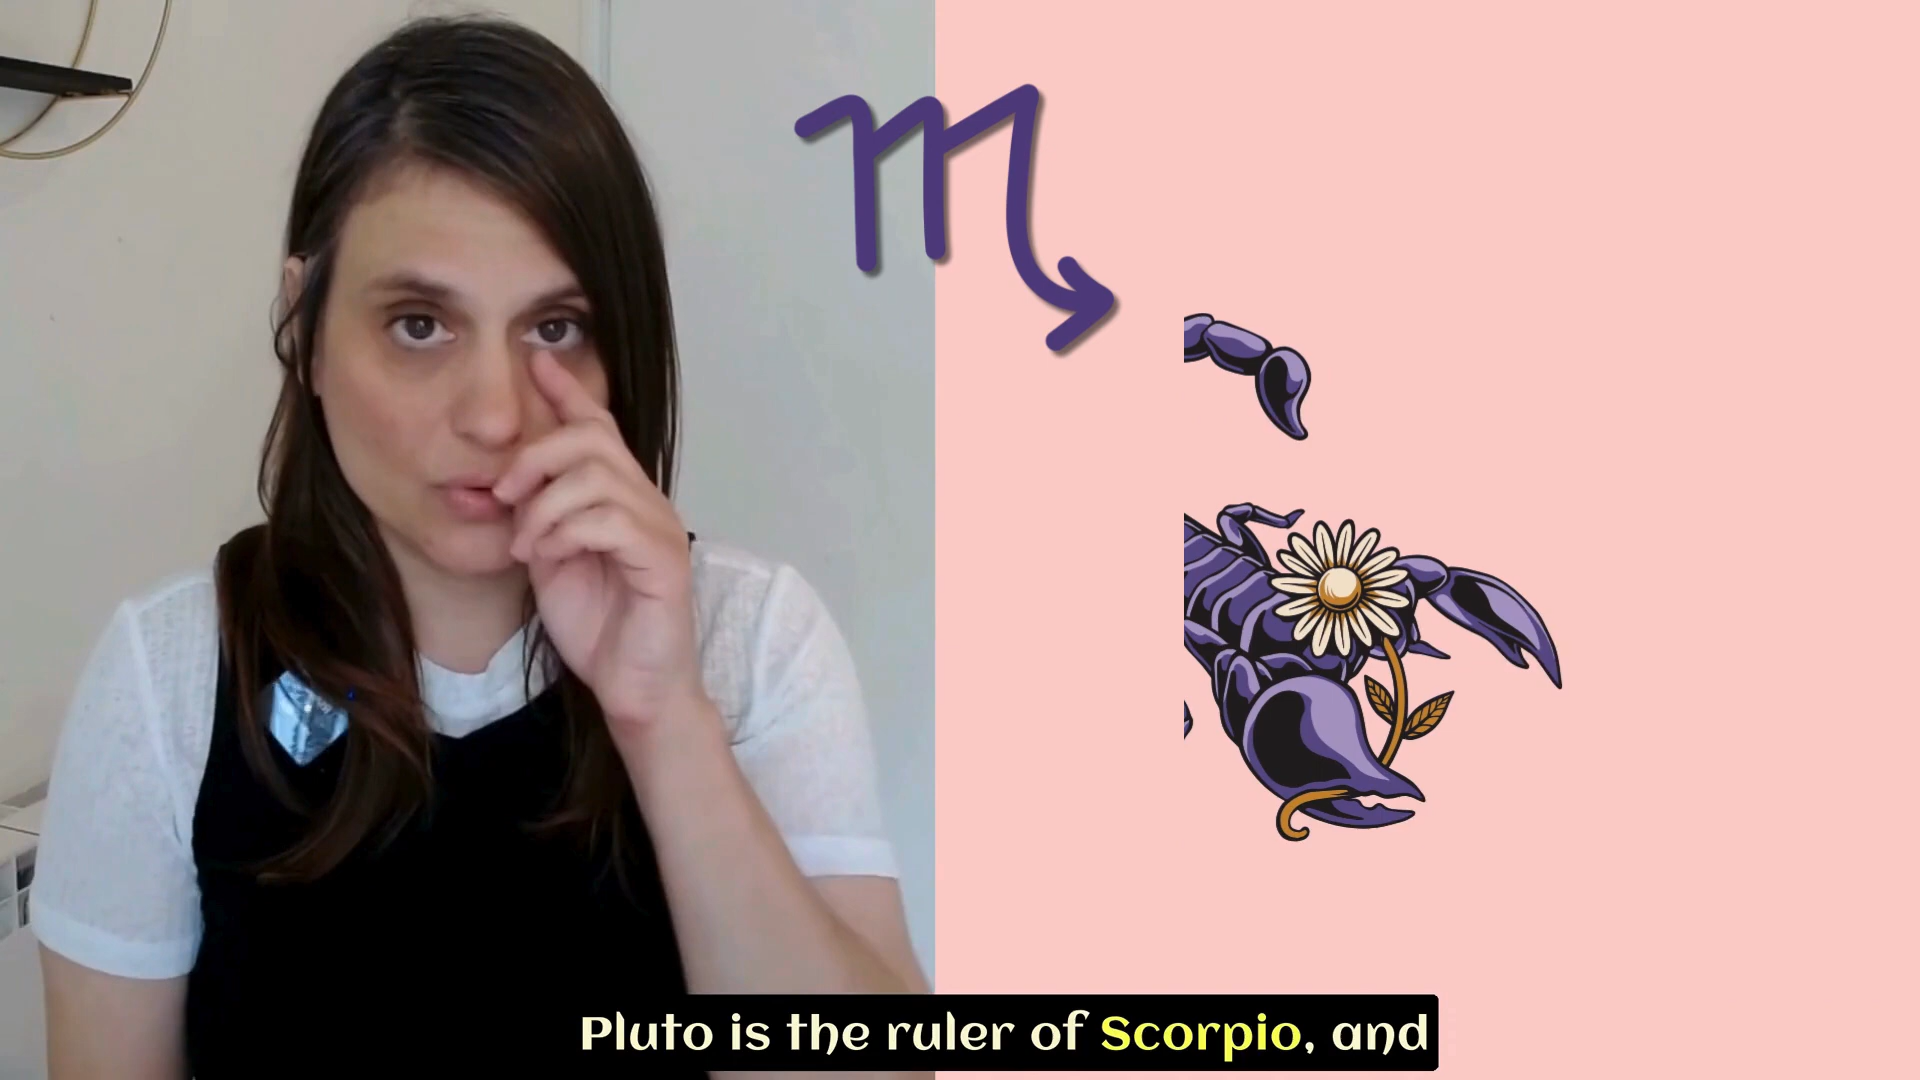 Pluto is the ruler of Scorpio, and